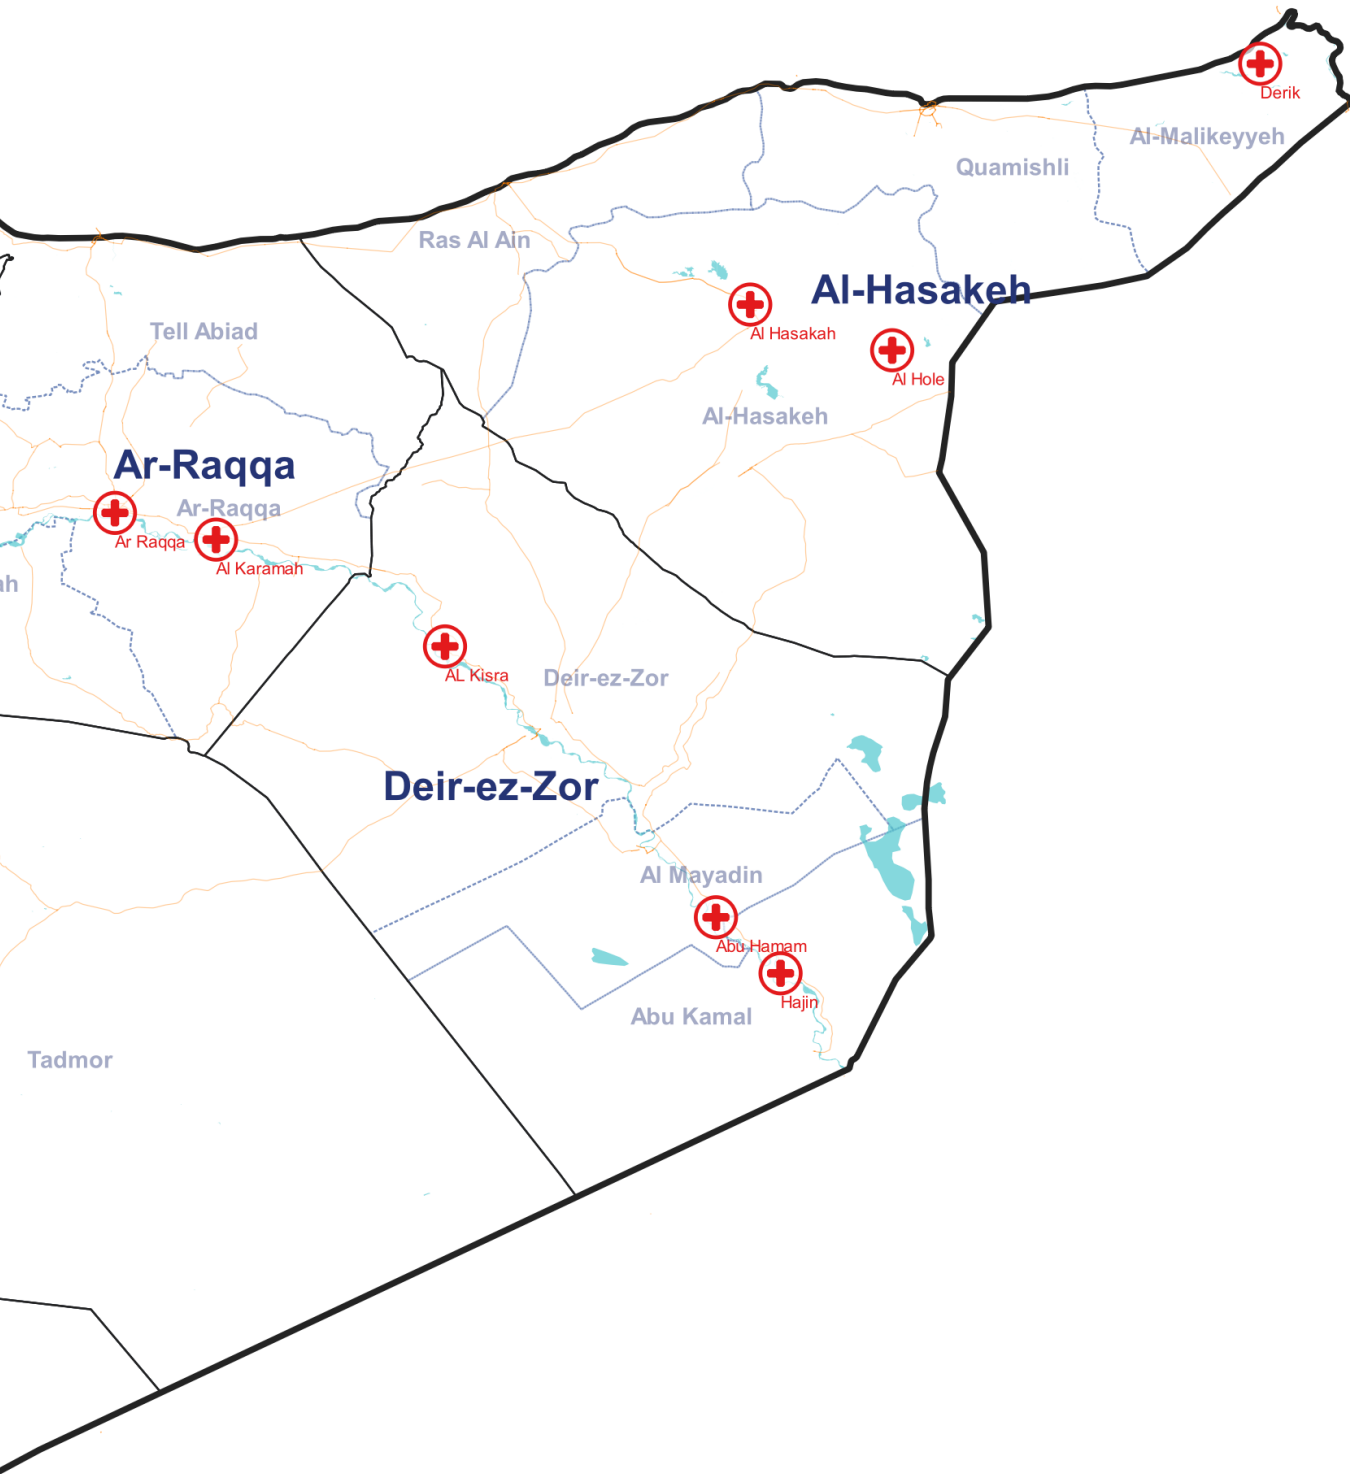 Derik
Al-Malikeyyeh
Quamishli
Ras Al Ain
Al-Hasakeh
Tell Abiad
Al Hasakah
Al Hole
Al-Hasakeh
Ar-Raqqa
Ar-Raqqa
Ar Raqqa
Al Karamah
ah
AL Kisra
Deir-ez-Zor
Deir-ez-Zor
Al Mayadin
Abu Hamam
Hajin
Abu Kamal
Tadmor